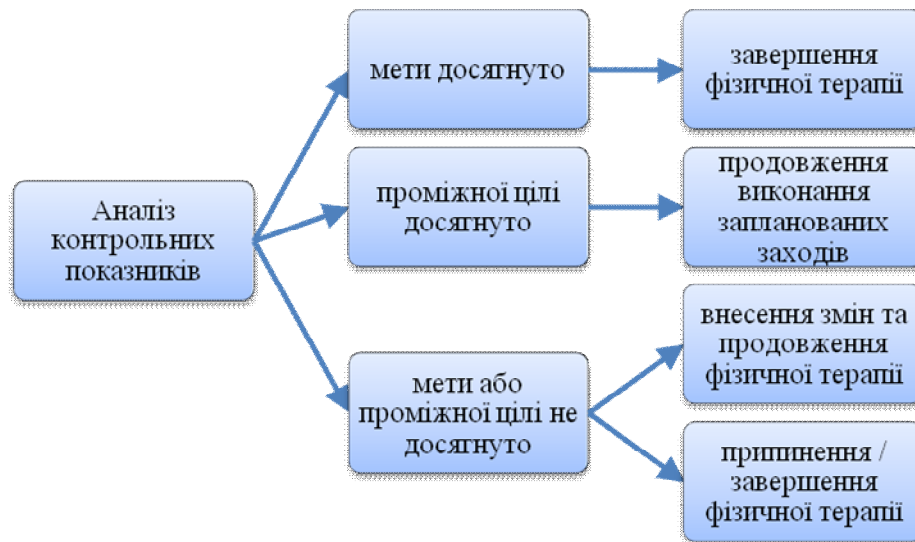 Аналіз
контрольних
показників
мети досягнуто
завершення
фізичної терапії
проміжної цілі
досягнуто
продовження
виконання
запланованих
заходів
мети або
проміжної цілі не
досягнуто
внесення змін та
продовження
фізичної терапії
припинення /
завершення
фізичної терапії